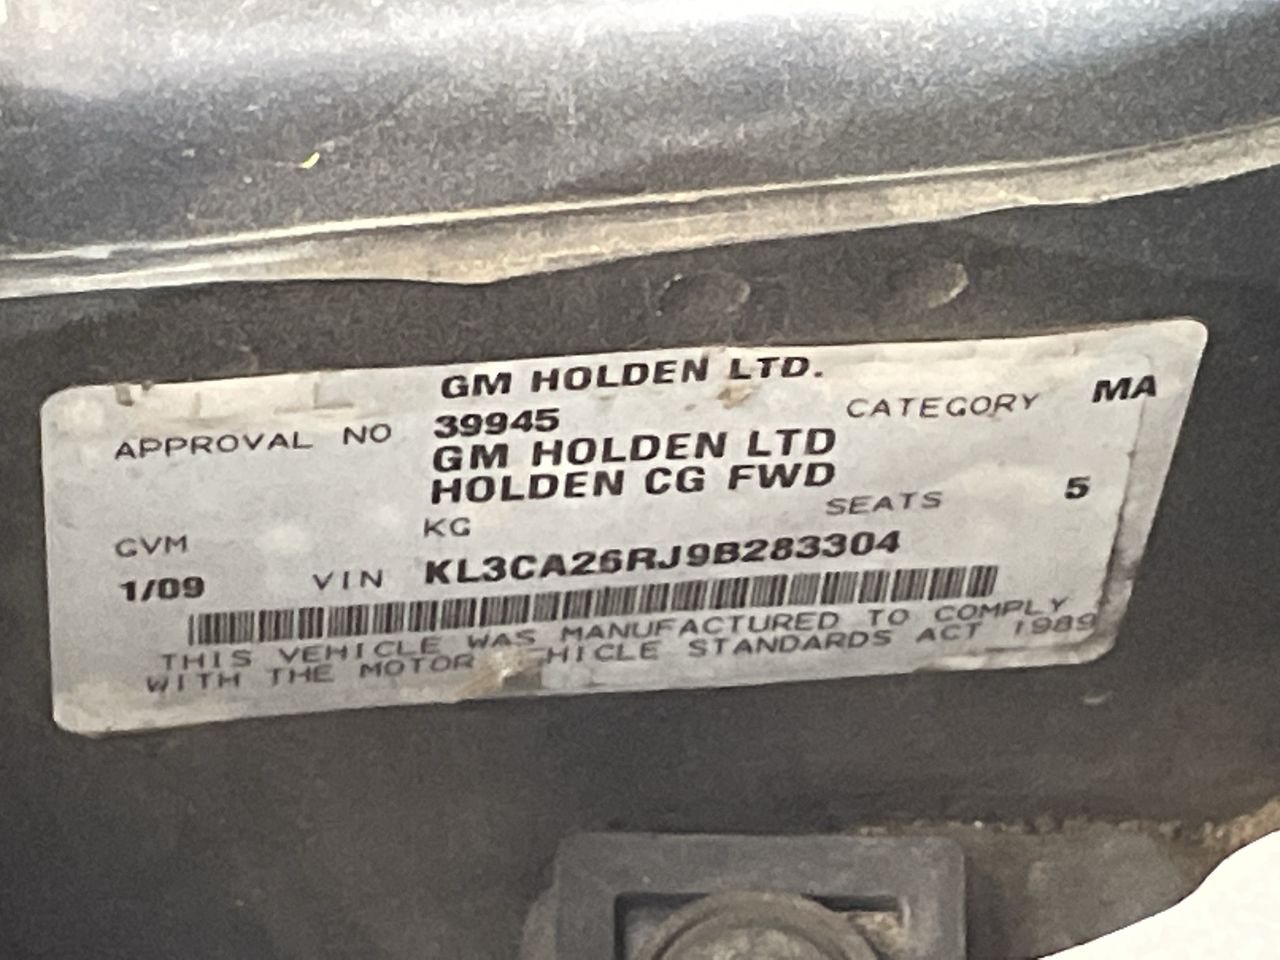 GM HOLDEN LTD.
APPROVAL NO 39945 CATEGORY MA
GM HOLDEN LTD
HOLDEN CG FWD
GVM KG SEATS 5
1/09 VIN KL3CA26RJ9B283304
THIS VEHICLE WAS MANUFACTURED TO COMPLY
WITH THE MOTOR HICLE STANDARDS ACT 1989